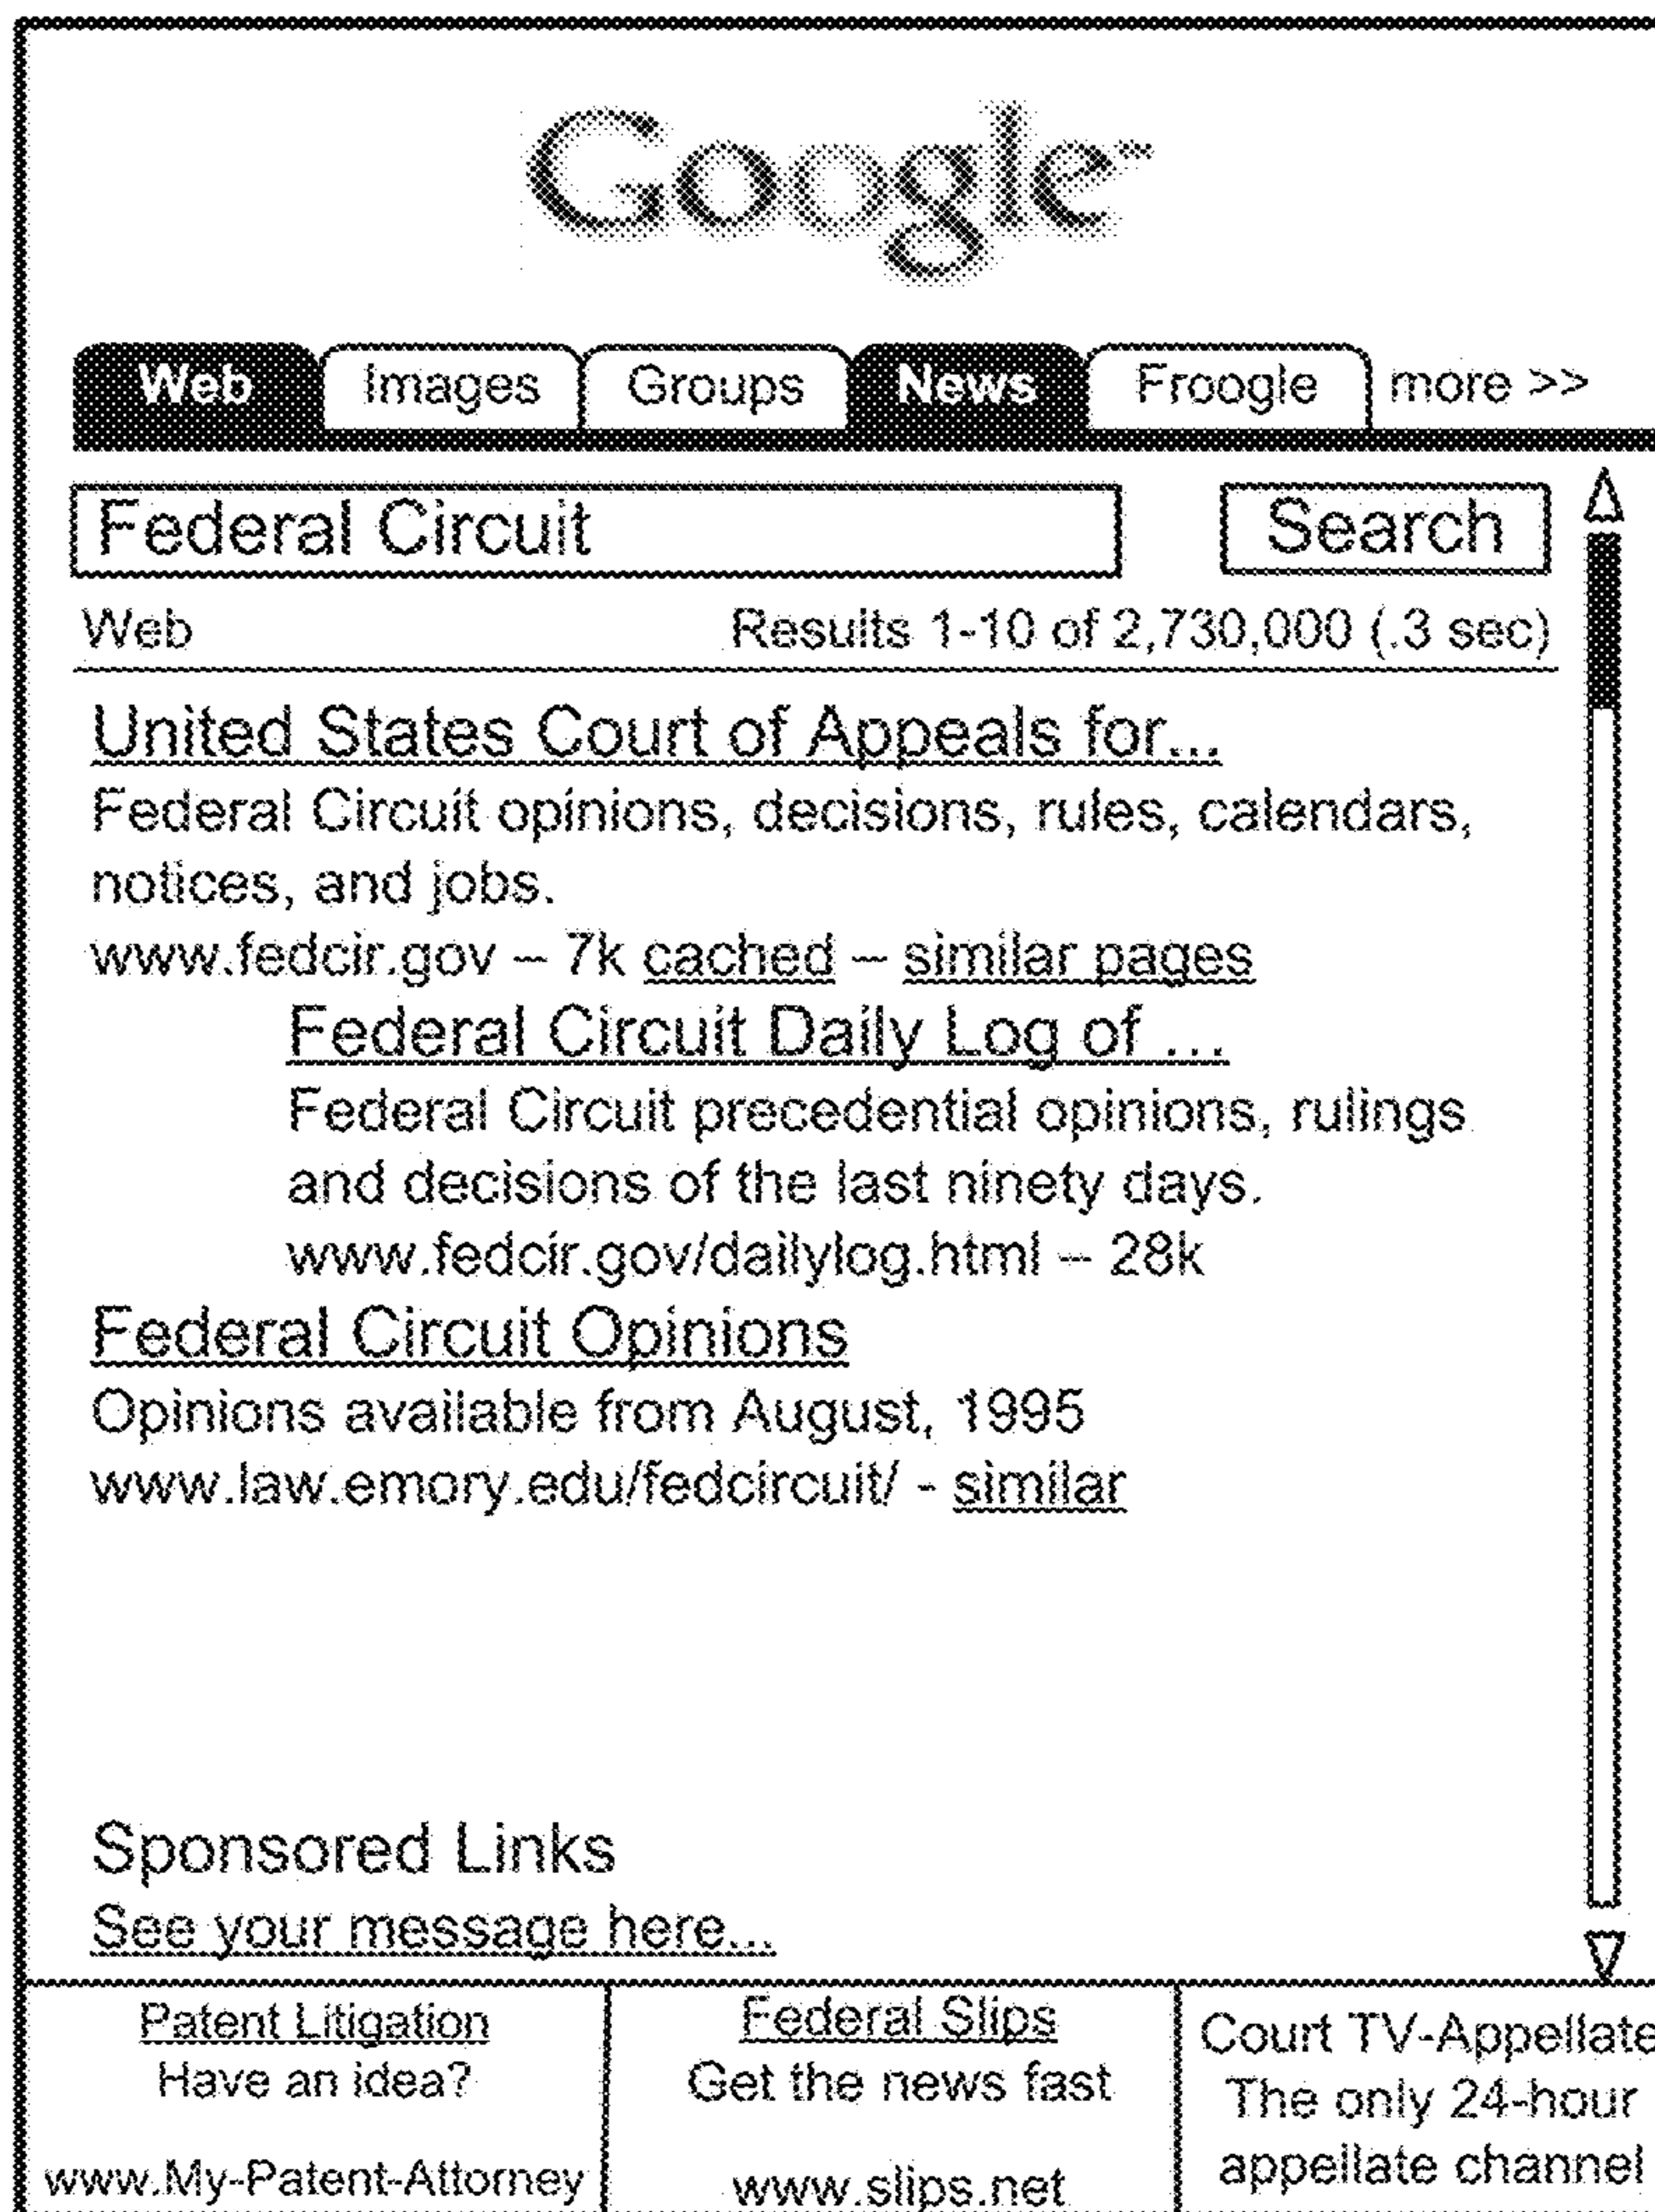 Google™
Web Images Groups News Froogle more >>
Federal Circuit Search
Web Results 1-10 of 2,730,000 (.3 sec)
United States Court of Appeals for...
Federal Circuit opinions, decisions, rules, calendars,
notices, and jobs.
www.fedcir.gov – 7k cached – similar pages
Federal Circuit Daily Log of ...
Federal Circuit precedential opinions, rulings
and decisions of the last ninety days.
www.fedcir.gov/dailylog.html – 28k
Federal Circuit Opinions
Opinions available from August, 1995
www.law.emory.edu/fedcircuit/ - similar
Sponsored Links
See your message here...
Patent Litigation
Have an idea?
www.My-Patent-Attorney
Federal Slips
Get the news fast
www.slips.net
Court TV-Appellate
The only 24-hour
appellate channel